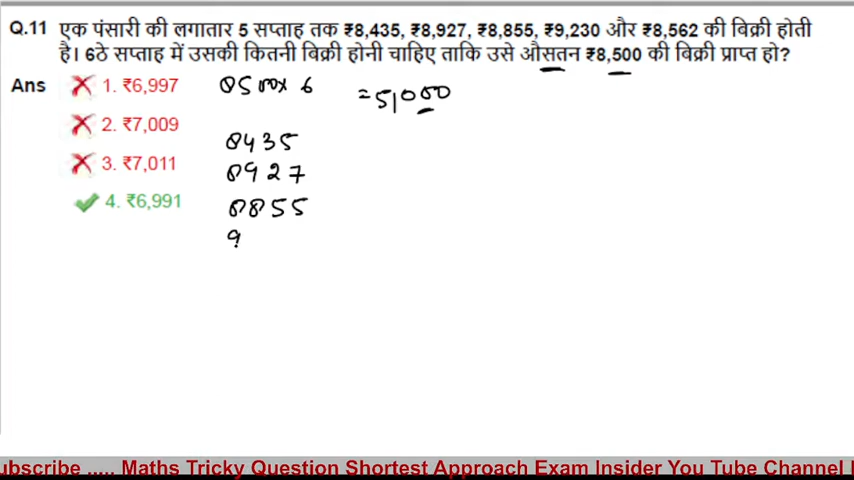 Q.11 एक पंसारी की लगातार 5 सप्ताह तक ₹8,435, ₹8,927, ₹8,855, ₹9,230 और ₹8,562 की बिक्री होती
है। 6ठे सप्ताह में उसकी कितनी बिक्री होनी चाहिए ताकि उसे औसतन ₹8,500 की बिक्री प्राप्त हो?
Ans 1. ₹6,997 8500x 6 =51000
2. ₹7,009
8435
3. ₹7,011 8927
4. ₹6,991 8855
9
ubscribe ..... Maths Tricky Question Shortest Approach Exam Insider You Tube Channel